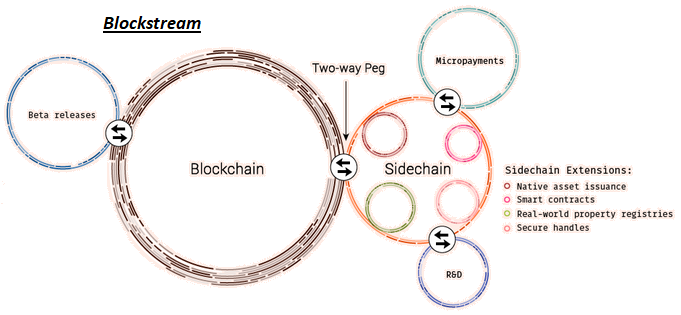 Blockstream
Two-way Peg
Micropayments
Beta releases
Blockchain
Sidechain
Sidechain Extensions:
Native asset issuance
Smart contracts
Real-world property registries
Secure handles
R&D